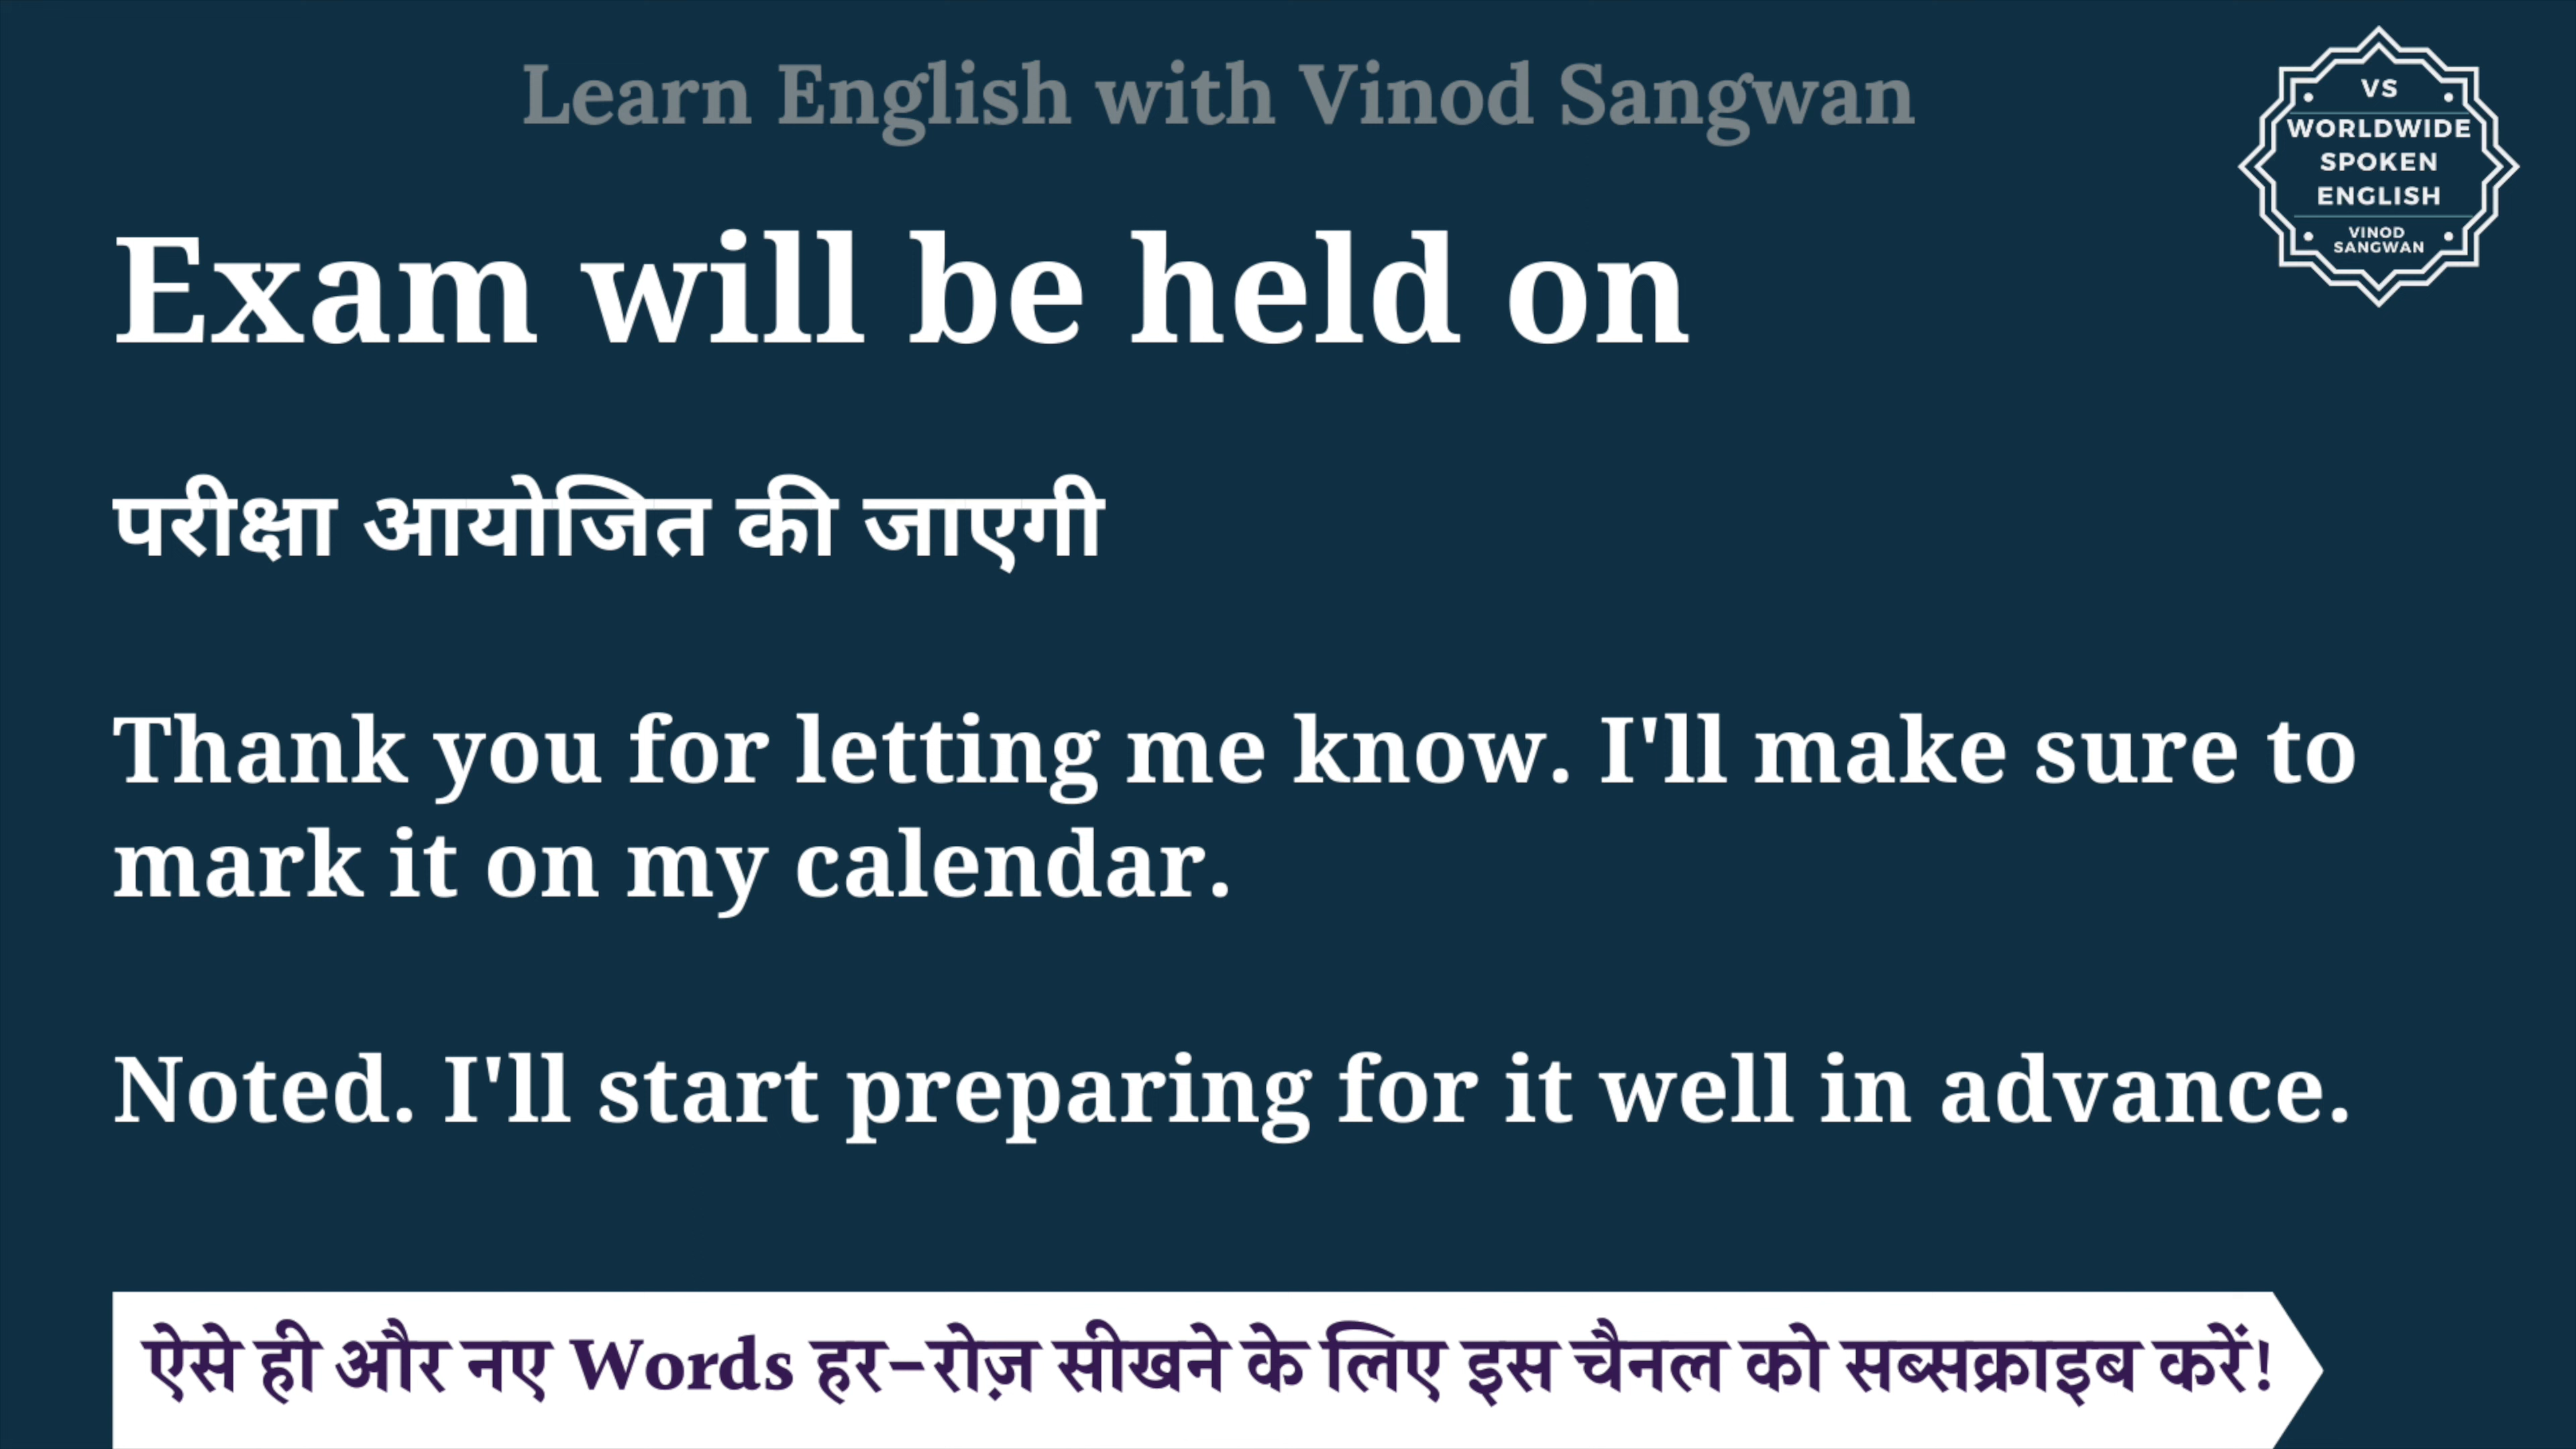 Learn English with Vinod Sangwan
VS
WORLDWIDE
SPOKEN
ENGLISH
VINOD
SANGWAN
Exam will be held on
परीक्षा आयोजित की जाएगी
Thank you for letting me know. I'll make sure to
mark it on my calendar.
Noted. I'll start preparing for it well in advance.
ऐसे ही और नए Words हर-रोज़ सीखने के लिए इस चैनल को सब्सक्राइब करें!